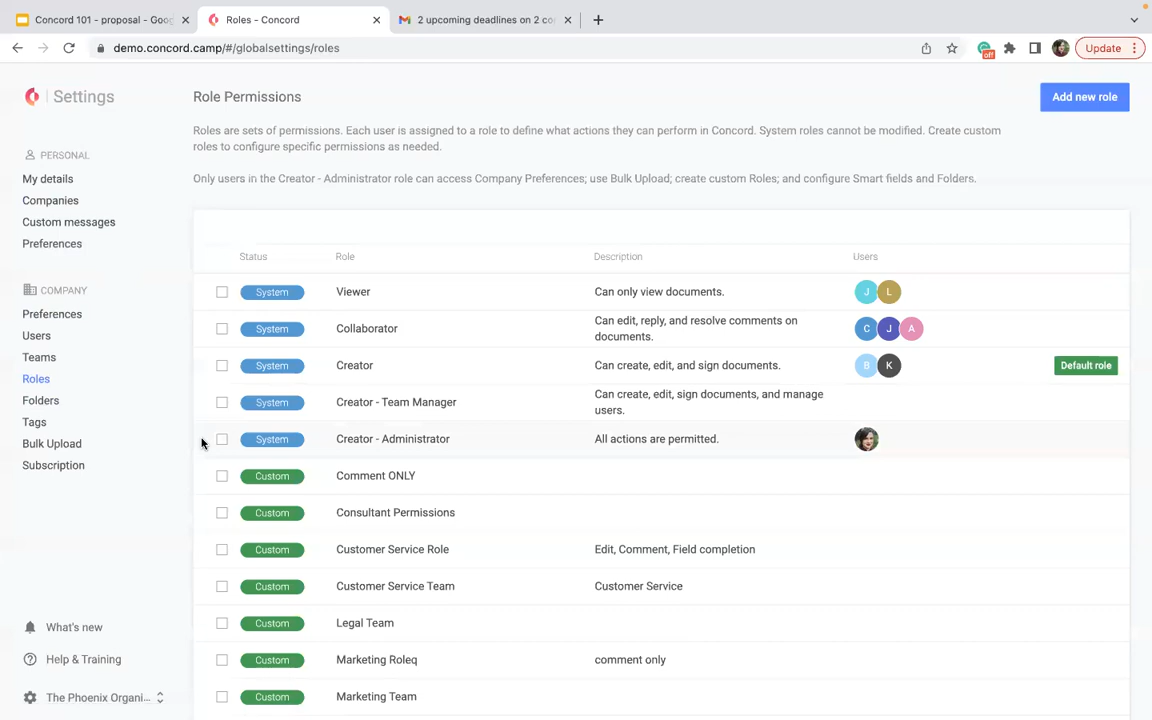 Concord 101 - proposal - Goog
Roles - Concord
2 upcoming deadlines on 2 co
demo.concord.camp/#/globalsettings/roles
off
Update
Settings
Role Permissions
Add new role
Roles are sets of permissions. Each user is assigned to a role to define what actions they can perform in Concord. System roles cannot be modified. Create custom
roles to configure specific permissions as needed.
Only users in the Creator - Administrator role can access Company Preferences; use Bulk Upload; create custom Roles; and configure Smart fields and Folders.
PERSONAL
My details
Companies
Custom messages
Preferences
COMPANY
Preferences
Users
Teams
Roles
Folders
Tags
Bulk Upload
Subscription
What's new
Help & Training
The Phoenix Organi...
Status Role Description Users
System Viewer Can only view documents. J L
System Collaborator Can edit, reply, and resolve comments on
documents. C J A
System Creator Can create, edit, and sign documents. B K Default role
System Creator - Team Manager Can create, edit, sign documents, and manage
users.
System Creator - Administrator All actions are permitted.
Custom Comment ONLY
Custom Consultant Permissions
Custom Customer Service Role Edit, Comment, Field completion
Custom Customer Service Team Customer Service
Custom Legal Team
Custom Marketing Roleq comment only
Custom Marketing Team